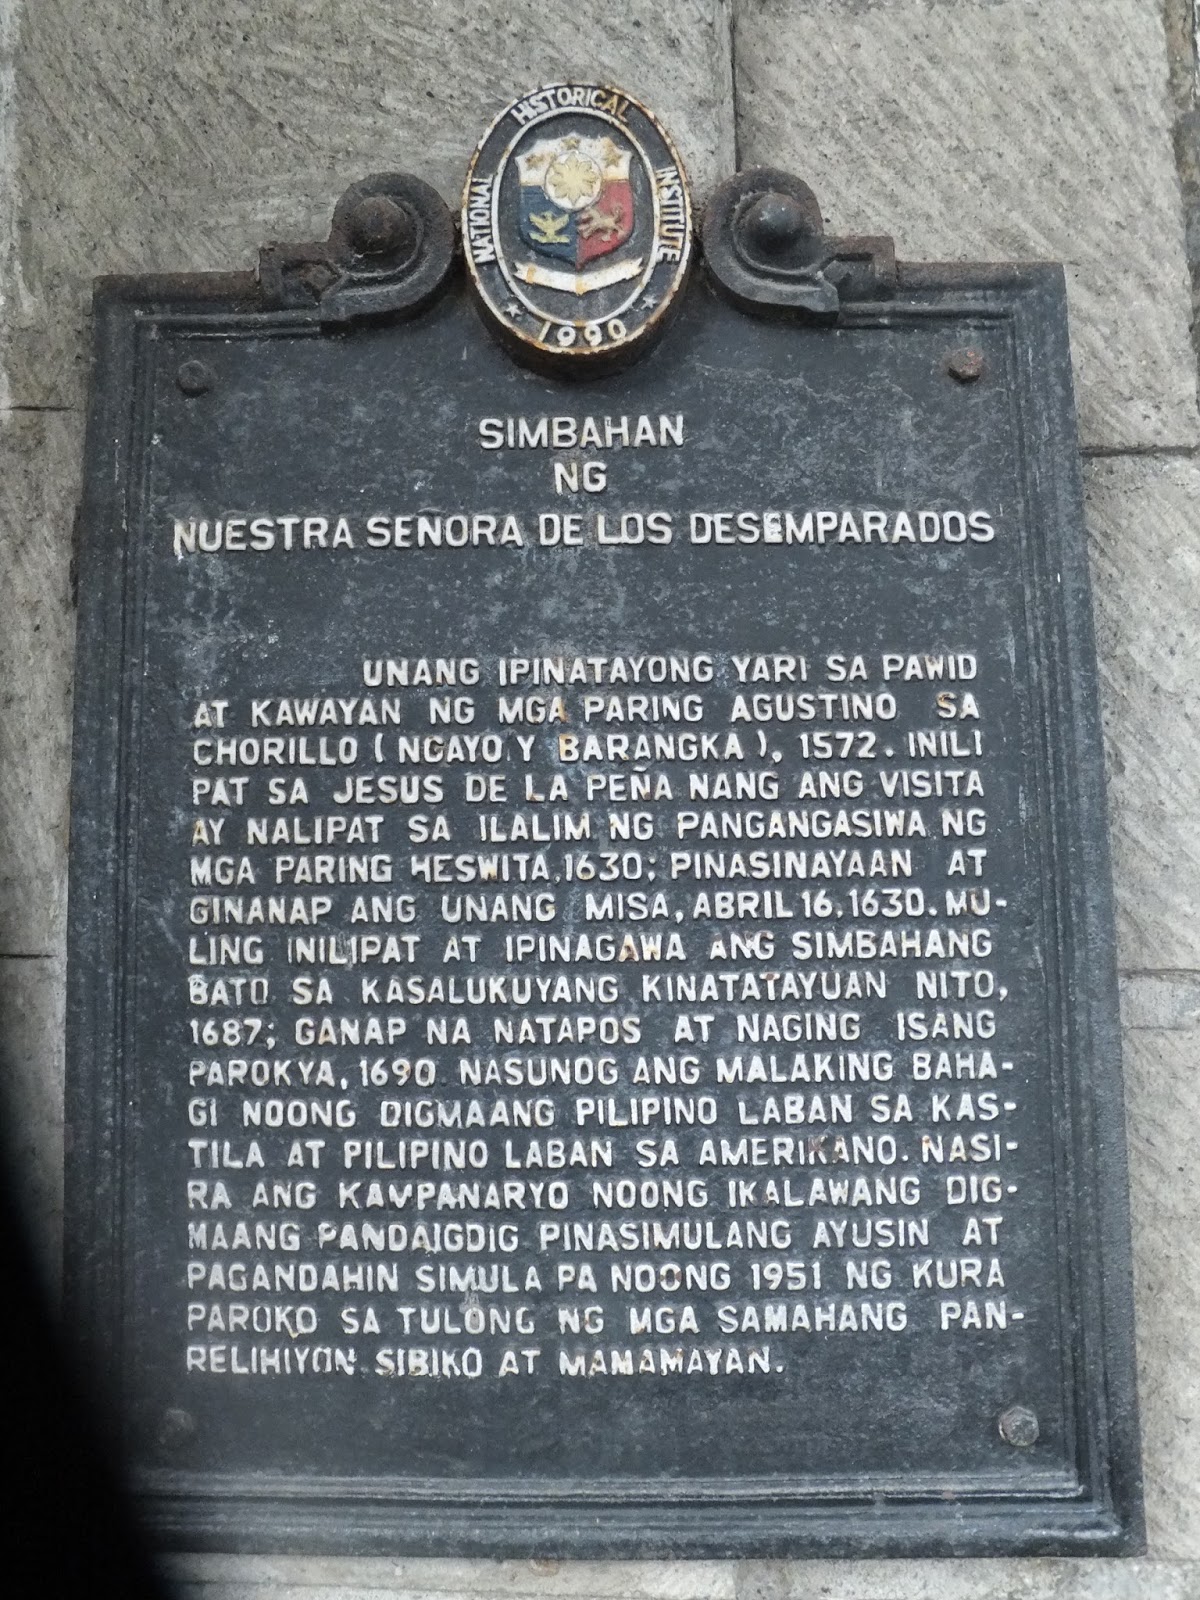 NATIONAL HISTORICAL INSTITUTE
1990
SIMBAHAN
NG
NUESTRA SENORA DE LOS DESEMPARADOS
UNANG IPINATAYONG YARI SA PAWID
AT KAWAYAN NG MGA PARING AGUSTINO SA
CHORILLO (NGAYO Y BARANGKA), 1572. INILI
PAT SA JESUS DE LA PEÑA NANG ANG VISITA
AY NALIPAT SA ILALIM NG PANGANGASIWA NG
MGA PARING HESWITA, 1630; PINASINAYAAN AT
GINANAP ANG UNANG MISA, ABRIL 16, 1630. MU-
LING INILIPAT AT IPINAGAWA ANG SIMBAHANG
BATO SA KASALUKUYANG KINATATAYUAN NITO,
1687; GANAP NA NATAPOS AT NAGING ISANG
PAROKYA, 1690. NASUNOG ANG MALAKING BAHA-
GI NOONG DIGMAANG PILIPINO LABAN SA KAS-
TILA AT PILIPINO LABAN SA AMERIKANO. NASI-
RA ANG KAMPANARYO NOONG IKALAWANG DIG-
MAANG PANDAIGDIG PINASIMULANG AYUSIN AT
PAGANDAHIN SIMULA PA NOONG 1951 NG KURA
PAROKO SA TULONG NG MGA SAMAHANG PAN-
RELIHIYON. SIBIKO AT MAMAMAYAN.